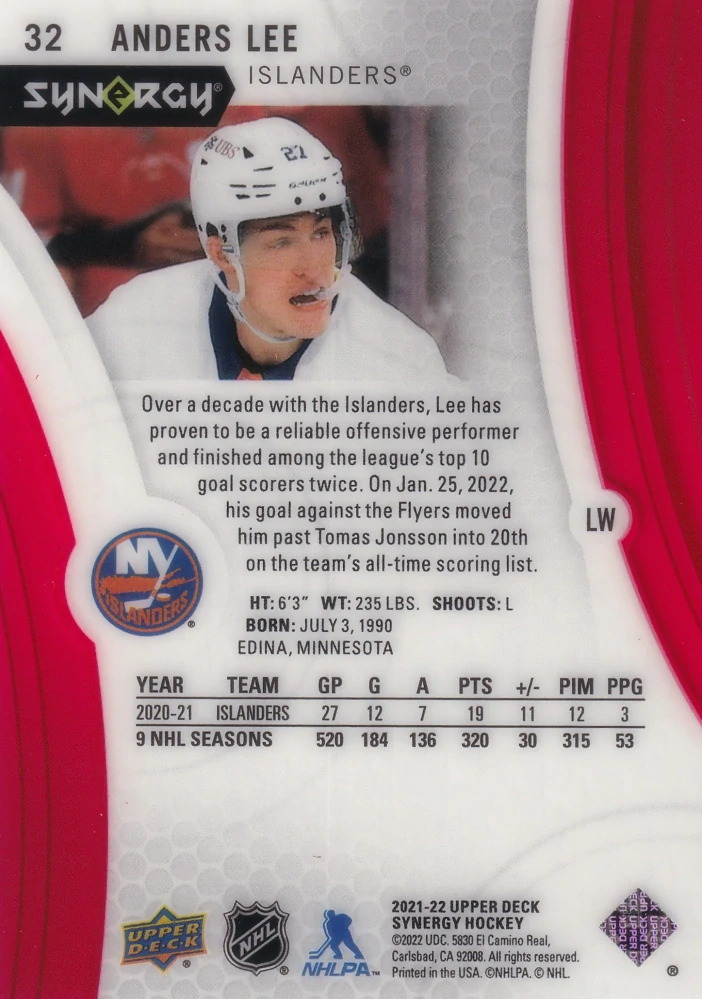 32 ANDERS LEE
ISLANDERS®
SYNERGY®
UBS 27
BAUER
Over a decade with the Islanders, Lee has
proven to be a reliable offensive performer
and finished among the league's top 10
goal scorers twice. On Jan. 25, 2022,
his goal against the Flyers moved
him past Tomas Jonsson into 20th
on the team's all-time scoring list.
LW
NY
ISLANDERS®
HT: 6'3" WT: 235 LBS. SHOOTS: L
BORN: JULY 3, 1990
EDINA, MINNESOTA
YEAR TEAM GP G A PTS +/- PIM PPG
2020-21 ISLANDERS 27 12 7 19 11 12 3
9 NHL SEASONS 520 184 136 320 30 315 53
UPPER
D·E·C·K®
NHL®
NHLPA™
2021-22 UPPER DECK
SYNERGY HOCKEY
©2022 UDC. 5830 El Camino Real,
Carlsbad, CA 92008. All rights reserved.
Printed in the USA. ©NHLPA. © NHL.
®